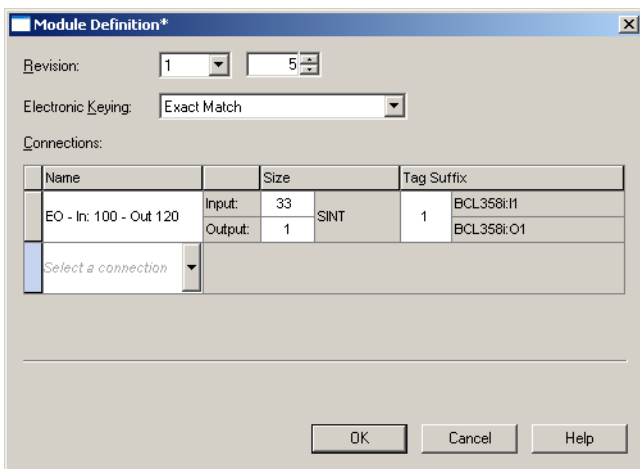 Module Definition*
Revision: 1 5
Electronic Keying: Exact Match
Connections:
Name Size Tag Suffix
EO - In: 100 - Out 120 Input: 33 SINT 1 BCL358i:I1
Output: 1 BCL358i:O1
Select a connection
OK Cancel Help